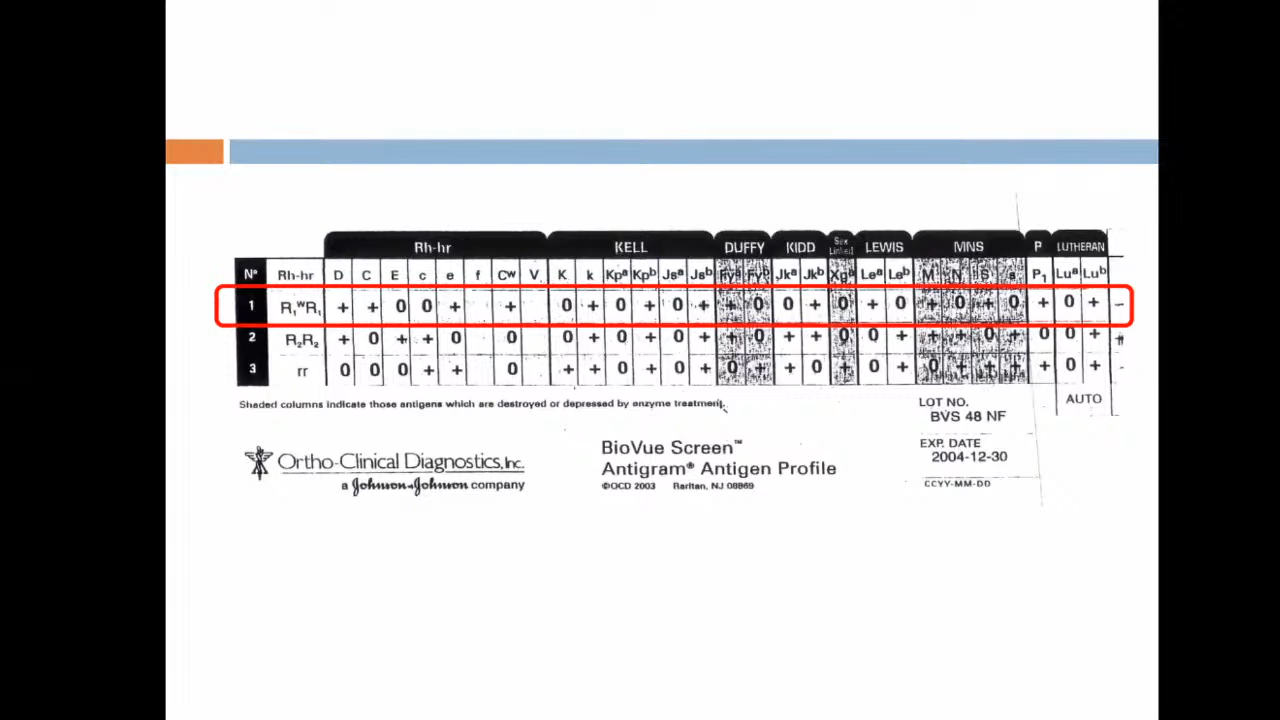 Rh-hr KELL DUFFY KIDD Sex Linked LEWIS MNS P LUTHERAN
Nº Rh-hr D C E c e f Cʷ V K k Kpᵃ Kpᵇ Jsᵃ Jsᵇ Fyᵃ Fyᵇ Jkᵃ Jkᵇ Xgᵃ Leᵃ Leᵇ M N S s P₁ Luᵃ Luᵇ
1 R₁ʷR₁ + + 0 0 + + 0 + 0 + 0 + + 0 0 + 0 + 0 + 0 + 0 + 0 +
2 R₂R₂ + 0 + + 0 0 0 + 0 + 0 + + 0 + + 0 0 + + + 0 + 0 0 +
3 rr 0 0 0 + + 0 + + 0 + 0 + 0 + + 0 + 0 + 0 + + + + 0 +
Shaded columns indicate those antigens which are destroyed or depressed by enzyme treatment.
AUTO
LOT NO.
BVS 48 NF
EXP. DATE
2004-12-30
CCYY-MM-DD
Ortho-Clinical Diagnostics, Inc.
a Johnson-Johnson company
BioVue Screen™
Antigram® Antigen Profile
©OCD 2003 Raritan, NJ 08869